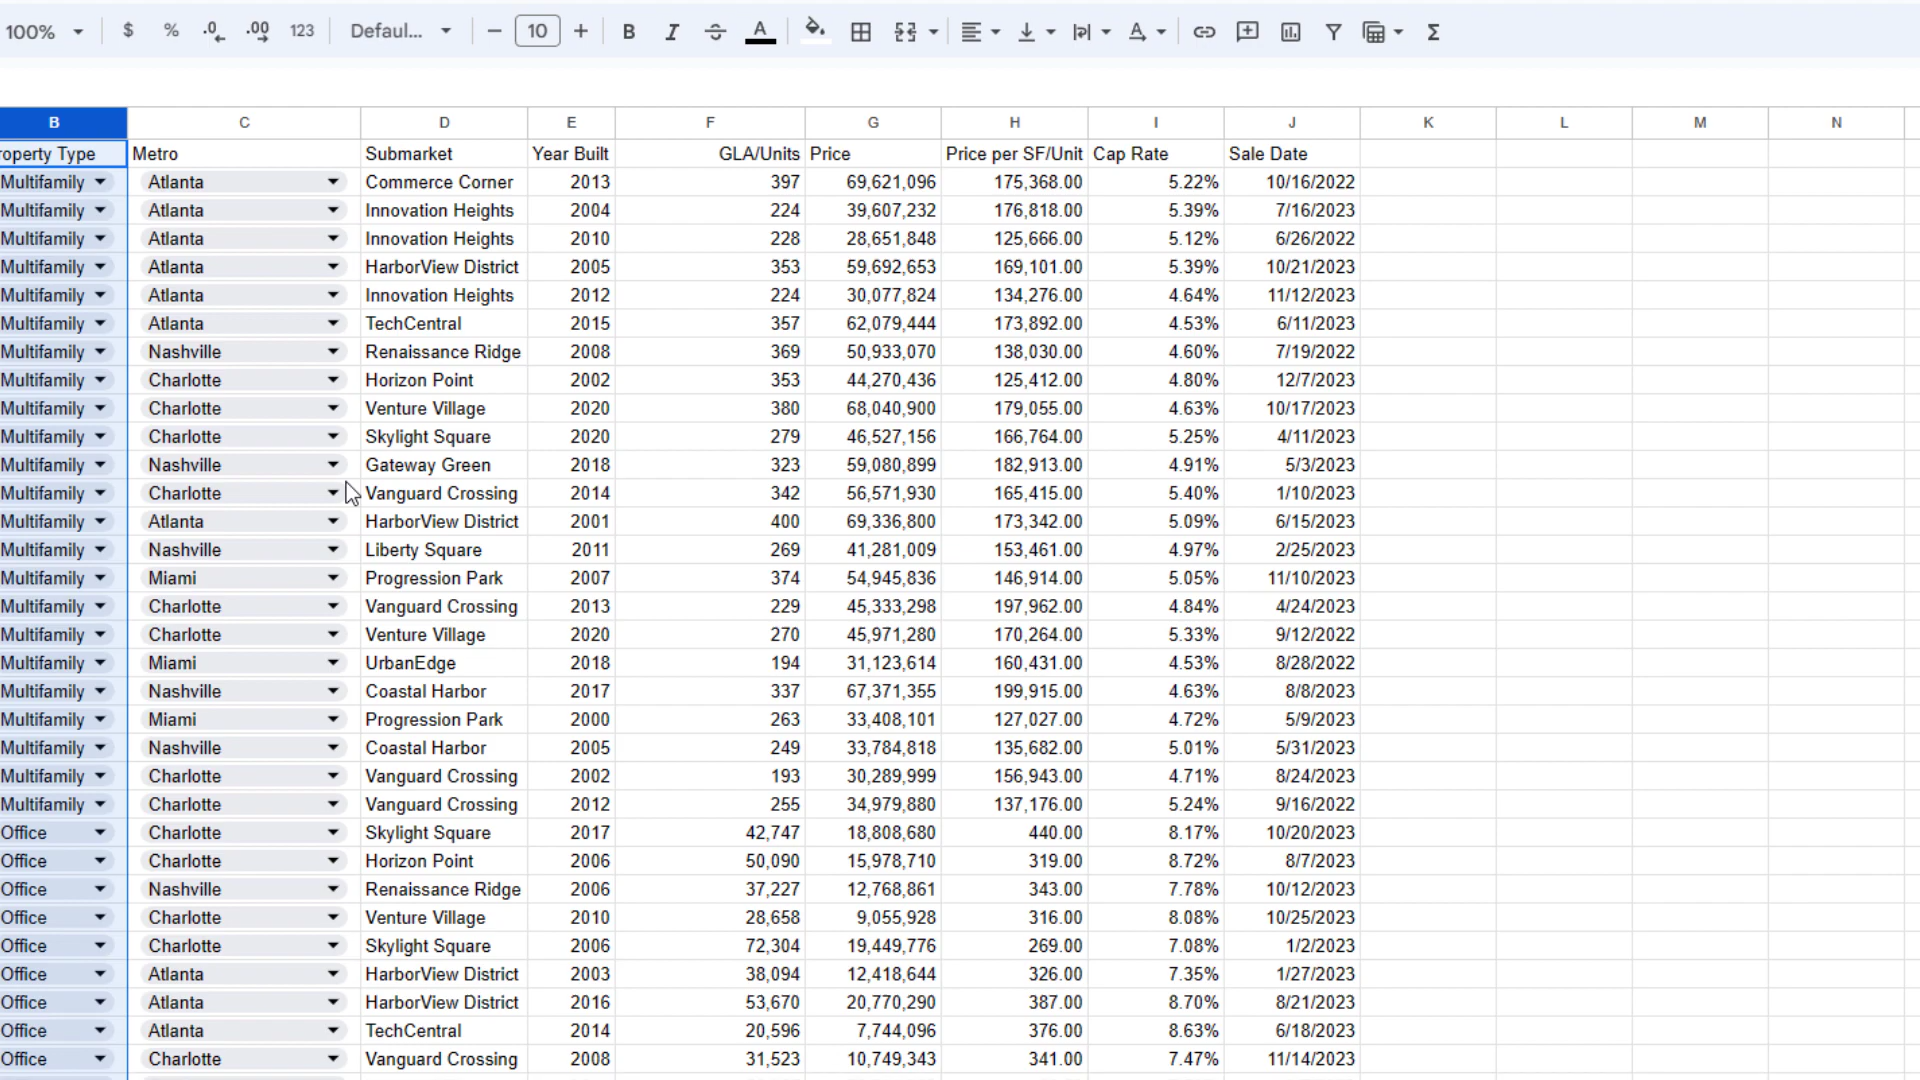 100% $ % .0 .00 123 Defaul... − 10 + B I S A Σ
B C D E F G H I J K L M N
roperty Type Metro Submarket Year Built GLA/Units Price Price per SF/Unit Cap Rate Sale Date
Multifamily Atlanta Commerce Corner 2013 397 69,621,096 175,368.00 5.22% 10/16/2022
Multifamily Atlanta Innovation Heights 2004 224 39,607,232 176,818.00 5.39% 7/16/2023
Multifamily Atlanta Innovation Heights 2010 228 28,651,848 125,666.00 5.12% 6/26/2022
Multifamily Atlanta HarborView District 2005 353 59,692,653 169,101.00 5.39% 10/21/2023
Multifamily Atlanta Innovation Heights 2012 224 30,077,824 134,276.00 4.64% 11/12/2023
Multifamily Atlanta TechCentral 2015 357 62,079,444 173,892.00 4.53% 6/11/2023
Multifamily Nashville Renaissance Ridge 2008 369 50,933,070 138,030.00 4.60% 7/19/2022
Multifamily Charlotte Horizon Point 2002 353 44,270,436 125,412.00 4.80% 12/7/2023
Multifamily Charlotte Venture Village 2020 380 68,040,900 179,055.00 4.63% 10/17/2023
Multifamily Charlotte Skylight Square 2020 279 46,527,156 166,764.00 5.25% 4/11/2023
Multifamily Nashville Gateway Green 2018 323 59,080,899 182,913.00 4.91% 5/3/2023
Multifamily Charlotte Vanguard Crossing 2014 342 56,571,930 165,415.00 5.40% 1/10/2023
Multifamily Atlanta HarborView District 2001 400 69,336,800 173,342.00 5.09% 6/15/2023
Multifamily Nashville Liberty Square 2011 269 41,281,009 153,461.00 4.97% 2/25/2023
Multifamily Miami Progression Park 2007 374 54,945,836 146,914.00 5.05% 11/10/2023
Multifamily Charlotte Vanguard Crossing 2013 229 45,333,298 197,962.00 4.84% 4/24/2023
Multifamily Charlotte Venture Village 2020 270 45,971,280 170,264.00 5.33% 9/12/2022
Multifamily Miami UrbanEdge 2018 194 31,123,614 160,431.00 4.53% 8/28/2022
Multifamily Nashville Coastal Harbor 2017 337 67,371,355 199,915.00 4.63% 8/8/2023
Multifamily Miami Progression Park 2000 263 33,408,101 127,027.00 4.72% 5/9/2023
Multifamily Nashville Coastal Harbor 2005 249 33,784,818 135,682.00 5.01% 5/31/2023
Multifamily Charlotte Vanguard Crossing 2002 193 30,289,999 156,943.00 4.71% 8/24/2023
Multifamily Charlotte Vanguard Crossing 2012 255 34,979,880 137,176.00 5.24% 9/16/2022
Office Charlotte Skylight Square 2017 42,747 18,808,680 440.00 8.17% 10/20/2023
Office Charlotte Horizon Point 2006 50,090 15,978,710 319.00 8.72% 8/7/2023
Office Nashville Renaissance Ridge 2006 37,227 12,768,861 343.00 7.78% 10/12/2023
Office Charlotte Venture Village 2010 28,658 9,055,928 316.00 8.08% 10/25/2023
Office Charlotte Skylight Square 2006 72,304 19,449,776 269.00 7.08% 1/2/2023
Office Atlanta HarborView District 2003 38,094 12,418,644 326.00 7.35% 1/27/2023
Office Atlanta HarborView District 2016 53,670 20,770,290 387.00 8.70% 8/21/2023
Office Atlanta TechCentral 2014 20,596 7,744,096 376.00 8.63% 6/18/2023
Office Charlotte Vanguard Crossing 2008 31,523 10,749,343 341.00 7.47% 11/14/2023